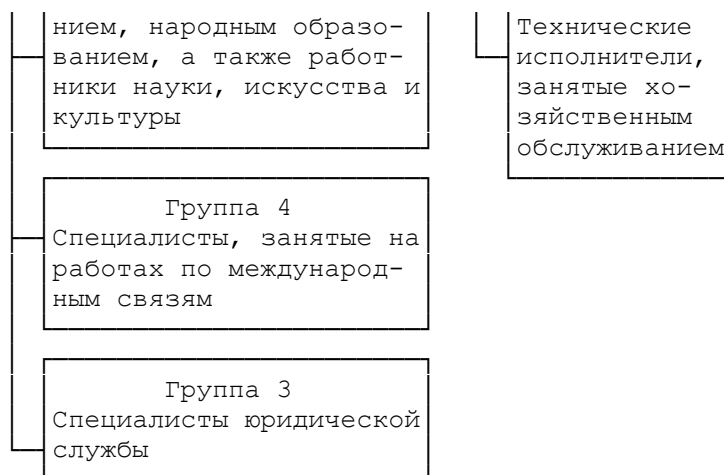 нием, народным образо-
ванием, а также работ-
ники науки, искусства и
культуры
Технические
исполнители,
занятые хо-
зяйственным
обслуживанием
Группа 4
Специалисты, занятые на
работах по международ-
ным связям
Группа 3
Специалисты юридической
службы